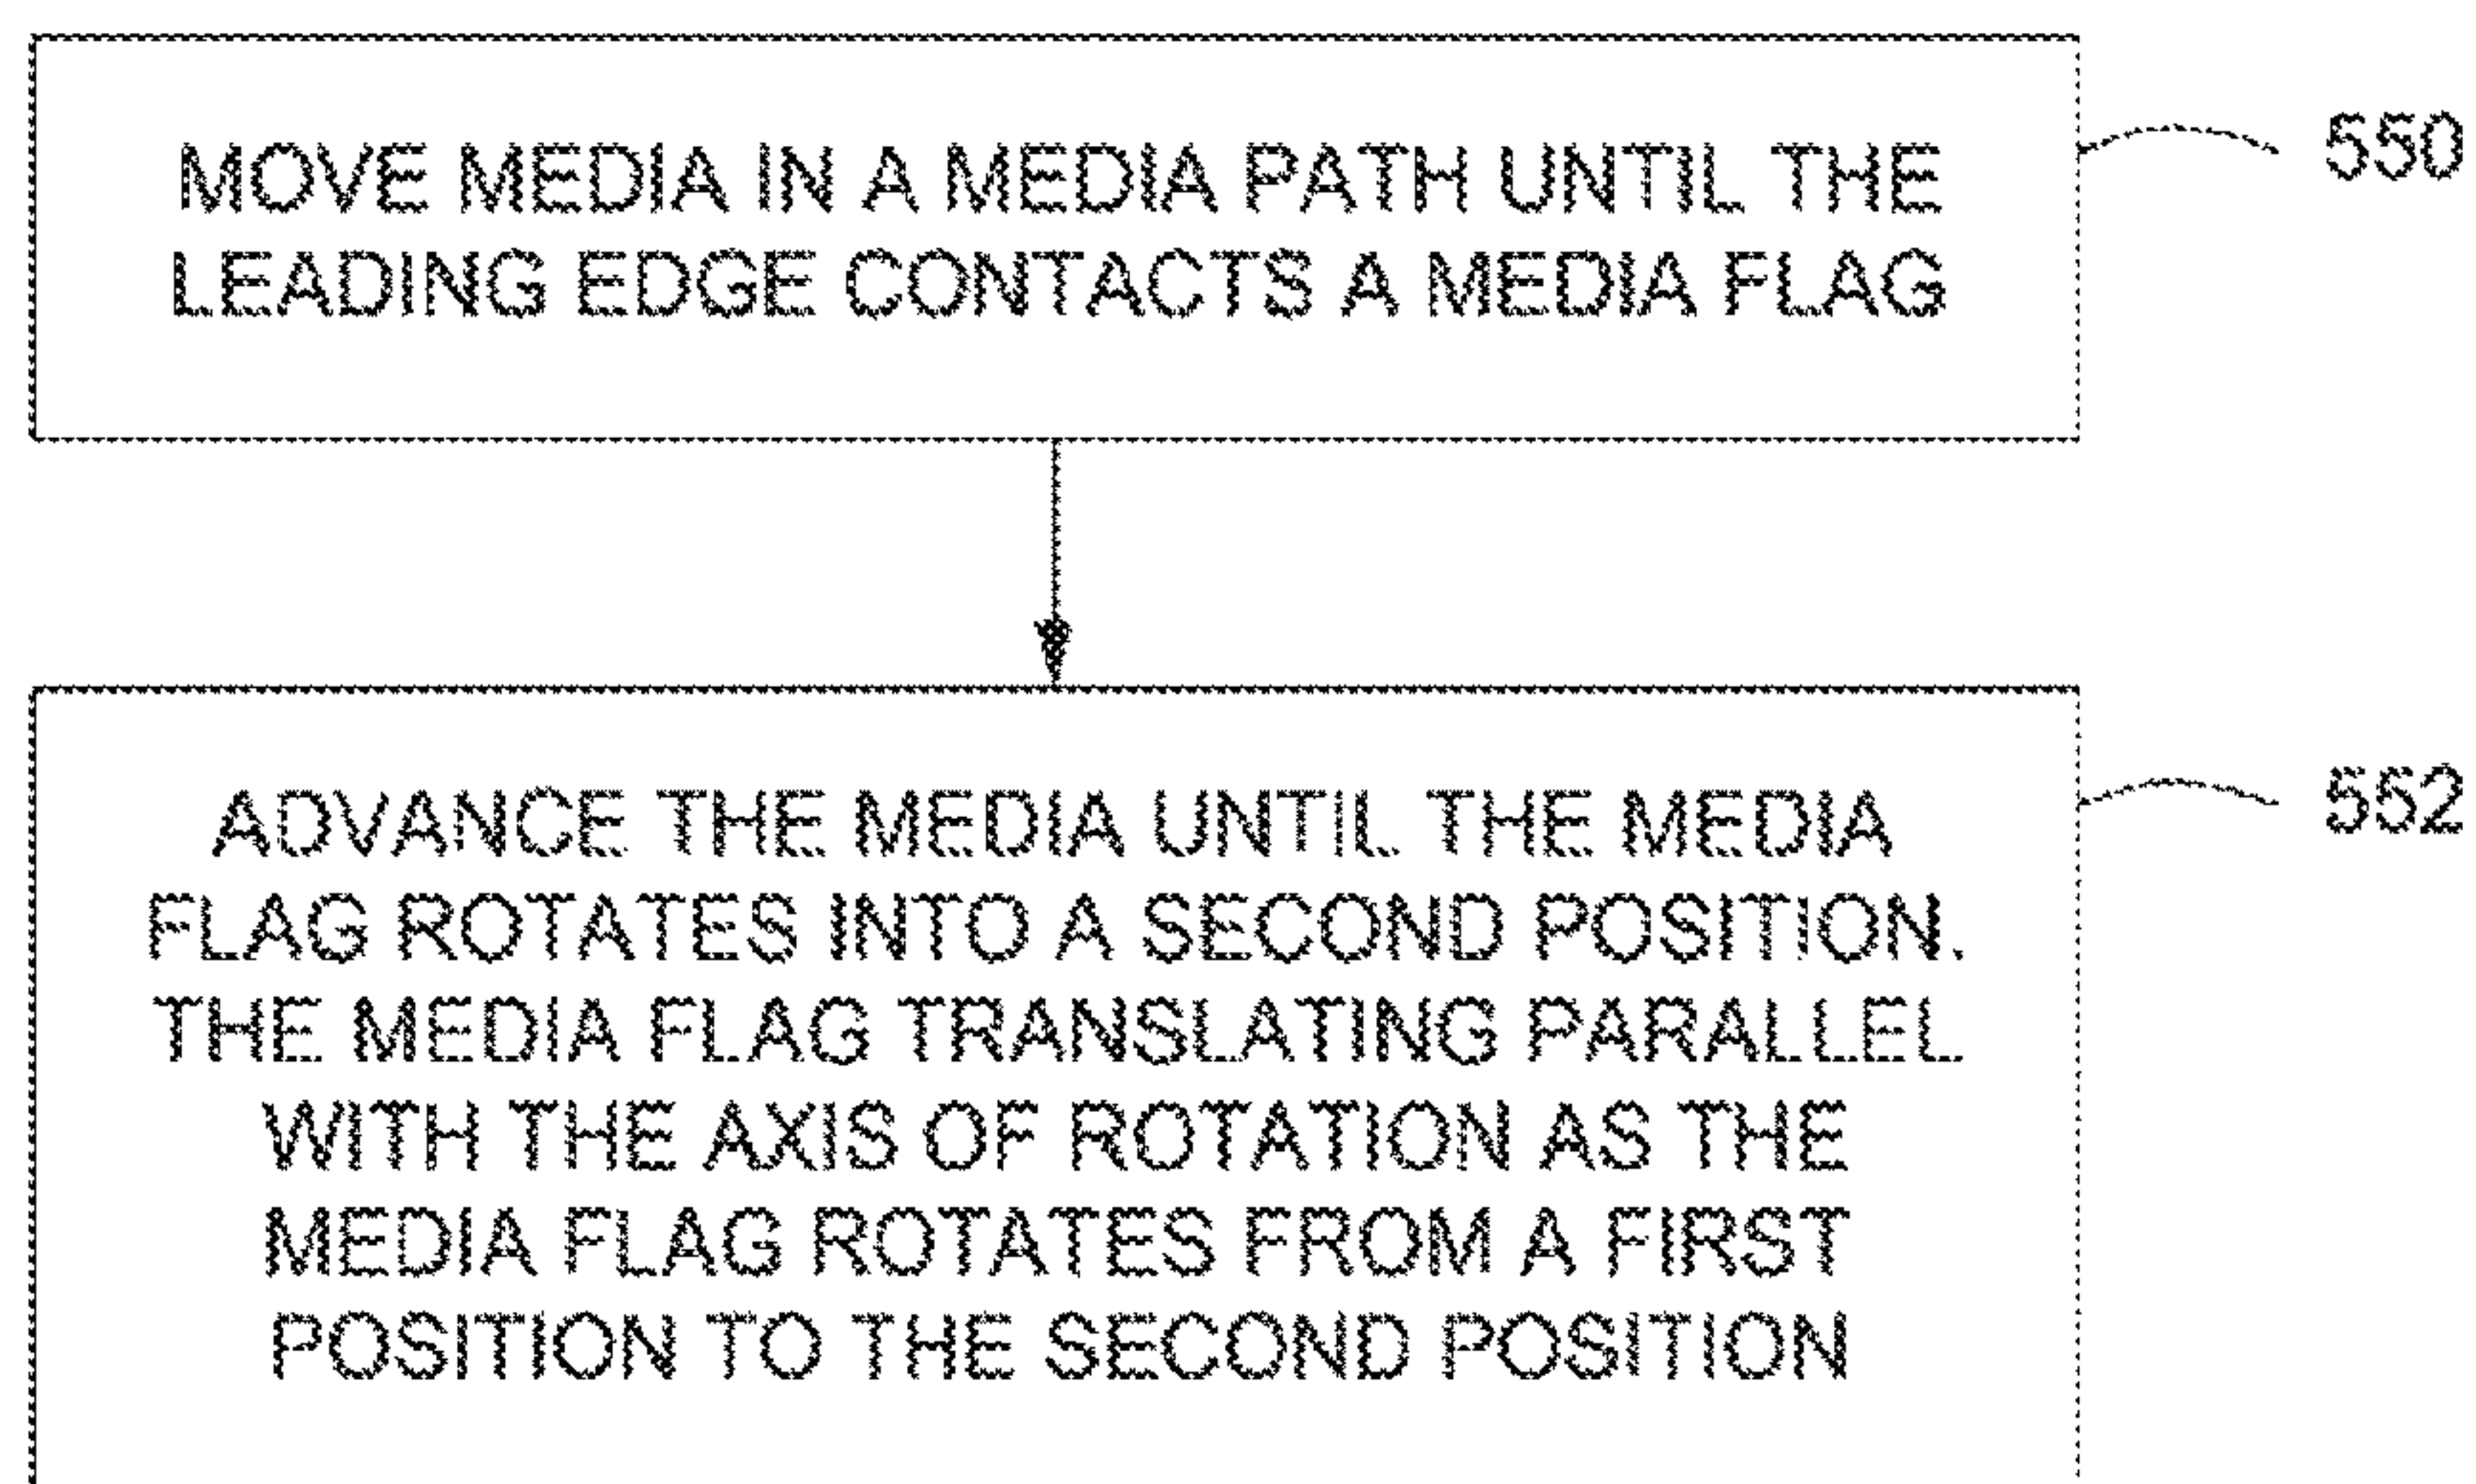 MOVE MEDIA IN A MEDIA PATH UNTIL THE
LEADING EDGE CONTACTS A MEDIA FLAG
550
ADVANCE THE MEDIA UNTIL THE MEDIA
FLAG ROTATES INTO A SECOND POSITION.
THE MEDIA FLAG TRANSLATING PARALLEL
WITH THE AXIS OF ROTATION AS THE
MEDIA FLAG ROTATES FROM A FIRST
POSITION TO THE SECOND POSITION
552